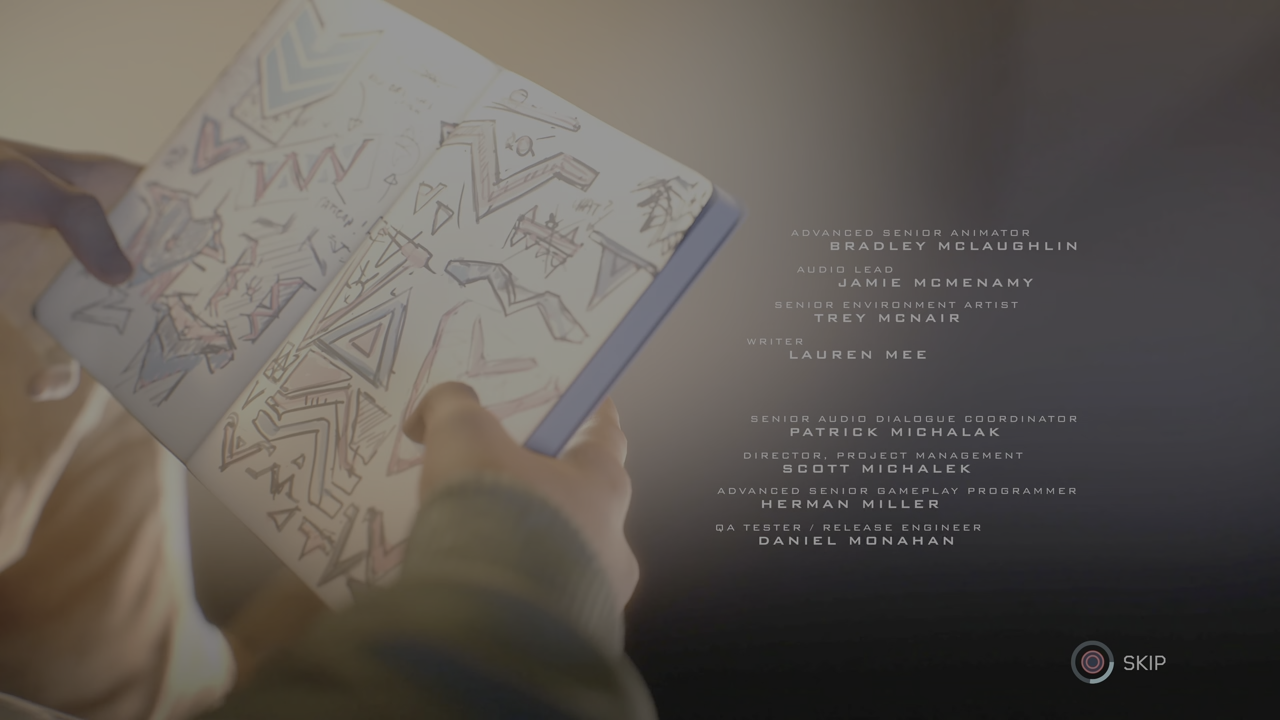 ADVANCED SENIOR ANIMATOR
BRADLEY MCLAUGHLIN
AUDIO LEAD
JAMIE MCMENAMY
SENIOR ENVIRONMENT ARTIST
TREY MCNAIR
WRITER
LAUREN MEE
SENIOR AUDIO DIALOGUE COORDINATOR
PATRICK MICHALAK
DIRECTOR, PROJECT MANAGEMENT
SCOTT MICHALEK
ADVANCED SENIOR GAMEPLAY PROGRAMMER
HERMAN MILLER
QA TESTER / RELEASE ENGINEER
DANIEL MONAHAN
SKIP